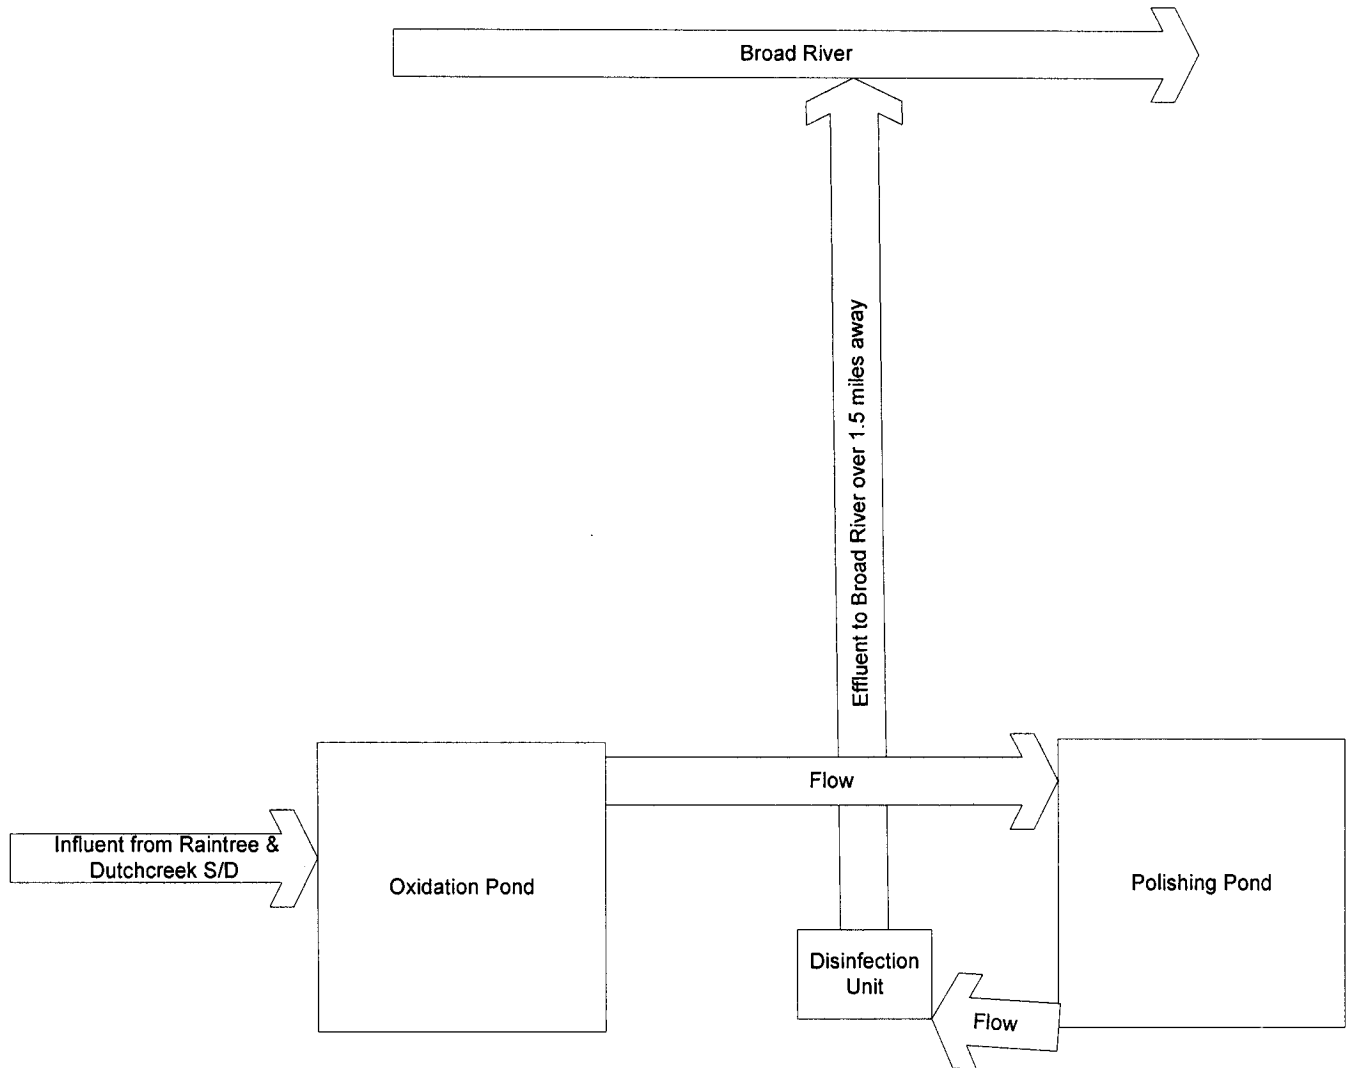 Broad River
Effluent to Broad River over 1.5 miles away
Flow
Influent from Raintree &
Dutchcreek S/D
Oxidation Pond
Polishing Pond
Disinfection
Unit
Flow